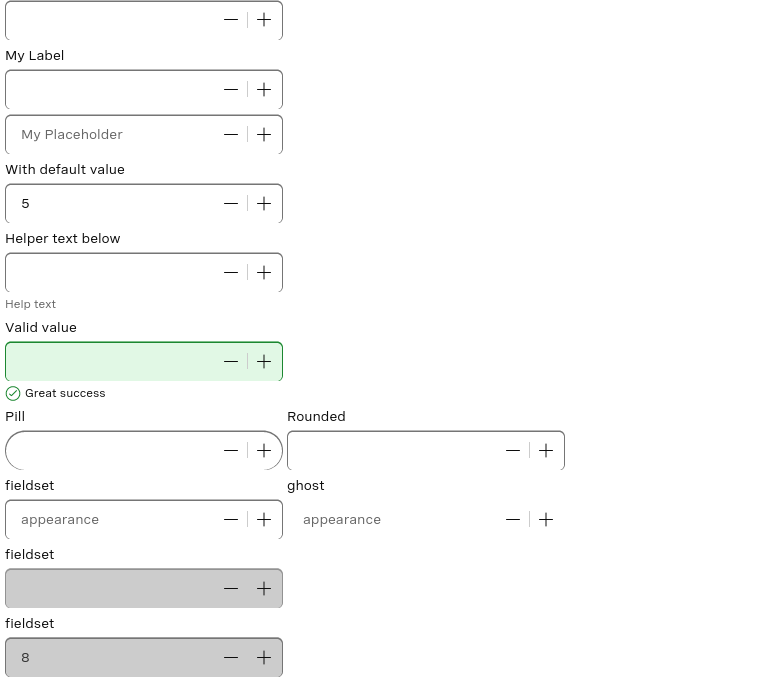 My Label
My Placeholder
With default value
5
Helper text below
Help text
Valid value
Great success
Pill Rounded
fieldset ghost
appearance appearance
fieldset
fieldset
8